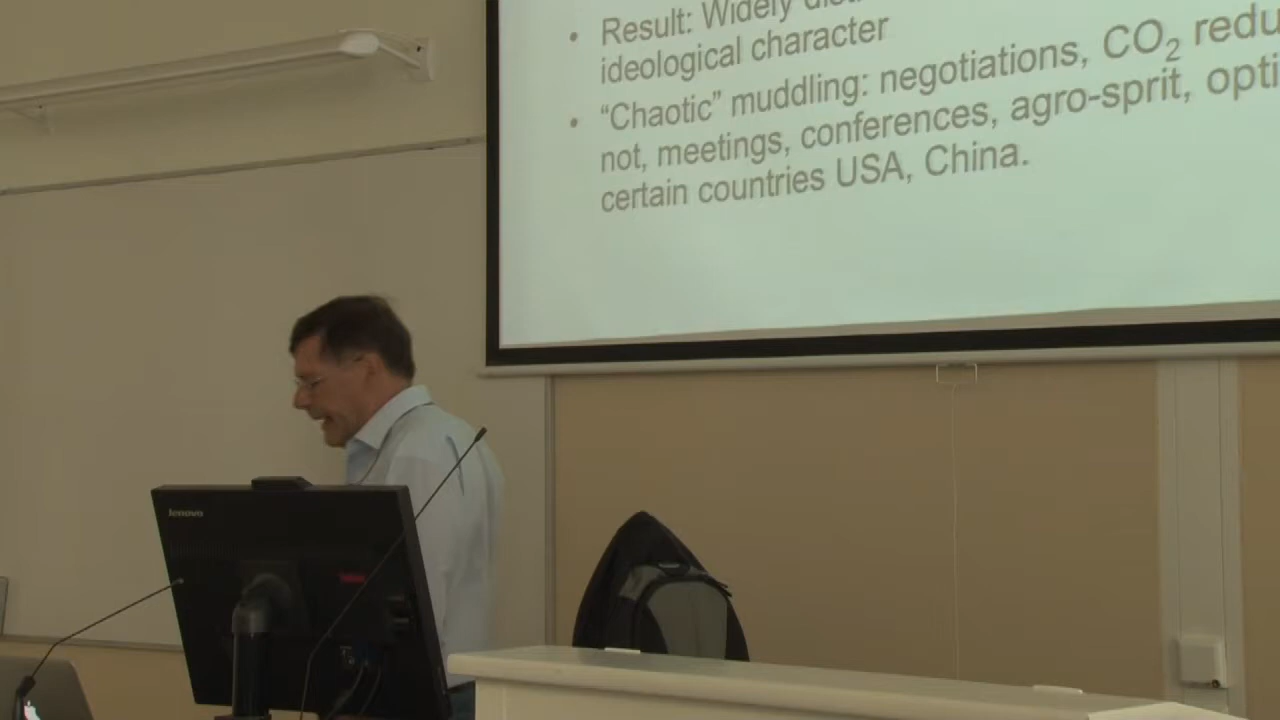 • Result: Widely
ideological character
• “Chaotic” muddling: negotiations, CO₂
not, meetings, conferences, agro-sprit,
certain countries USA, China.
lenovo